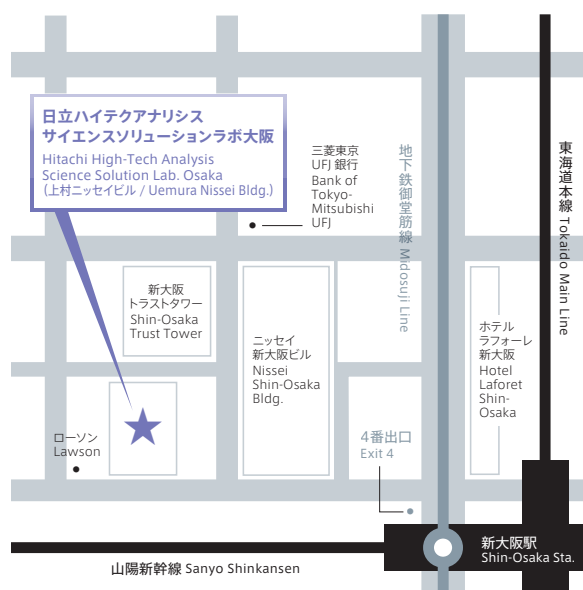 日立ハイテクアナリシス
サイエンスソリューションラボ大阪
Hitachi High-Tech Analysis
Science Solution Lab. Osaka
(上村ニッセイビル / Uemura Nissei Bldg.)
三菱東京
UFJ 銀行
Bank of
Tokyo-
Mitsubishi
UFJ
地下鉄御堂筋線 Midosuji Line
東海道本線 Tokaido Main Line
新大阪
トラストタワー
Shin-Osaka
Trust Tower
ニッセイ
新大阪ビル
Nissei
Shin-Osaka
Bldg.
ホテル
ラフォーレ
新大阪
Hotel
Laforet
Shin-
Osaka
ローソン
Lawson
4番出口
Exit 4
新大阪駅
Shin-Osaka Sta.
山陽新幹線 Sanyo Shinkansen